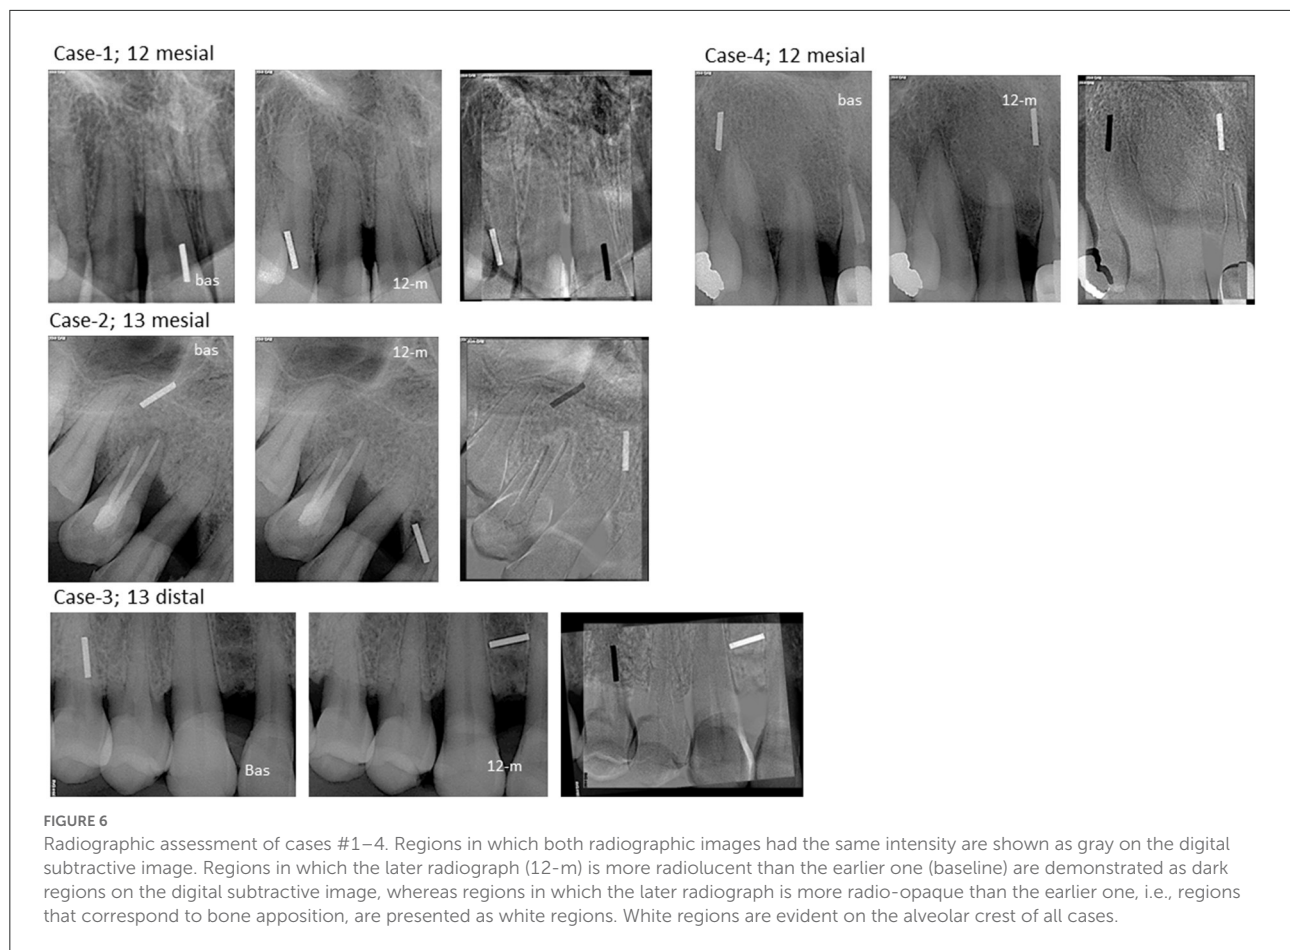 Case-1; 12 mesial
bas
12-m
Case-4; 12 mesial
bas
12-m
Case-2; 13 mesial
bas
12-m
Case-3; 13 distal
Bas
12-m
FIGURE 6
Radiographic assessment of cases #1–4. Regions in which both radiographic images had the same intensity are shown as gray on the digital
subtractive image. Regions in which the later radiograph (12-m) is more radiolucent than the earlier one (baseline) are demonstrated as dark
regions on the digital subtractive image, whereas regions in which the later radiograph is more radio-opaque than the earlier one, i.e., regions
that correspond to bone apposition, are presented as white regions. White regions are evident on the alveolar crest of all cases.